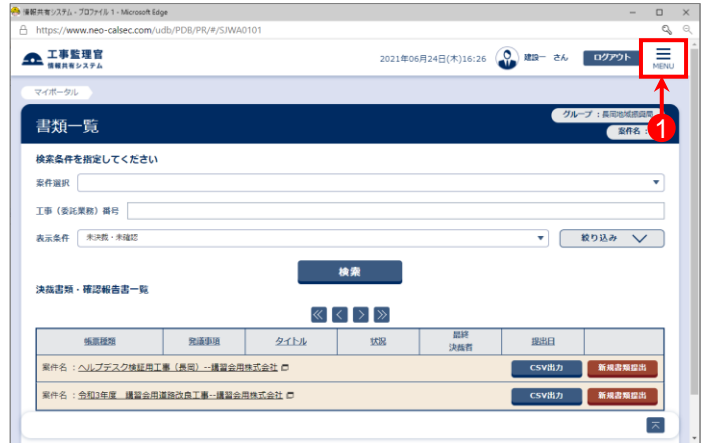 情報共有システム - プロファイル 1 - Microsoft Edge
https://www.neo-calsec.com/udb/PDB/PR/#/SJWA0101
工事監理官
情報共有システム
2021年06月24日(木)16:26
建設一 さん
ログアウト
MENU
マイポータル
1
書類一覧
グループ：長岡地域振興局
案件名：
検索条件を指定してください
案件選択
工事（委託業務）番号
表示条件
未決裁・未確認
絞り込み
検索
決裁書類・確認報告書一覧
帳票種類
発議事項
タイトル
状況
最終
決裁者
提出日
案件名：ヘルプデスク検証用工事（長岡）--講習会用株式会社
CSV出力
新規書類提出
案件名：令和3年度　講習会用道路改良工事--講習会用株式会社
CSV出力
新規書類提出